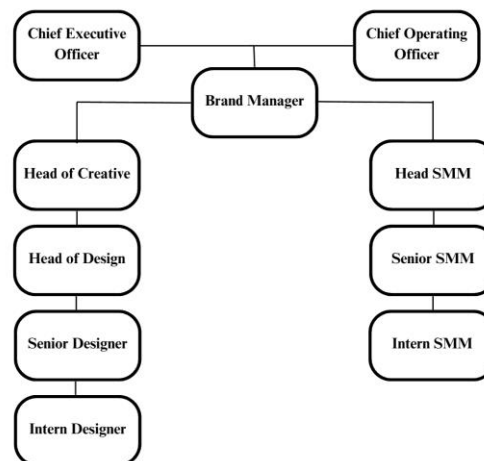 Chief Executive
Officer
Chief Operating
Officer
Brand Manager
Head of Creative
Head SMM
Head of Design
Senior SMM
Senior Designer
Intern SMM
Intern Designer